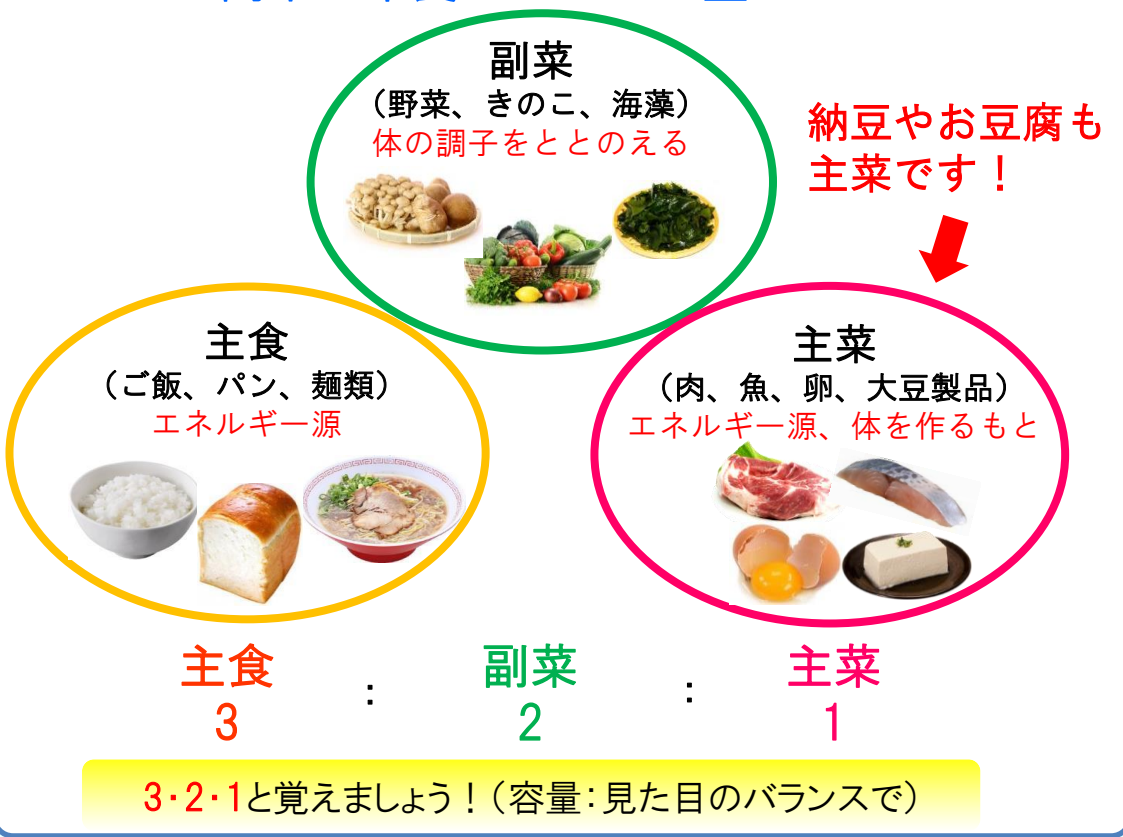 副菜
（野菜、きのこ、海藻）
体の調子をととのえる
納豆やお豆腐も
主菜です！
主食
（ご飯、パン、麺類）
エネルギー源
主菜
（肉、魚、卵、大豆製品）
エネルギー源、体を作るもと
主食 副菜 主菜
3 : 2 : 1
3・2・1と覚えましょう！（容量：見た目のバランスで）